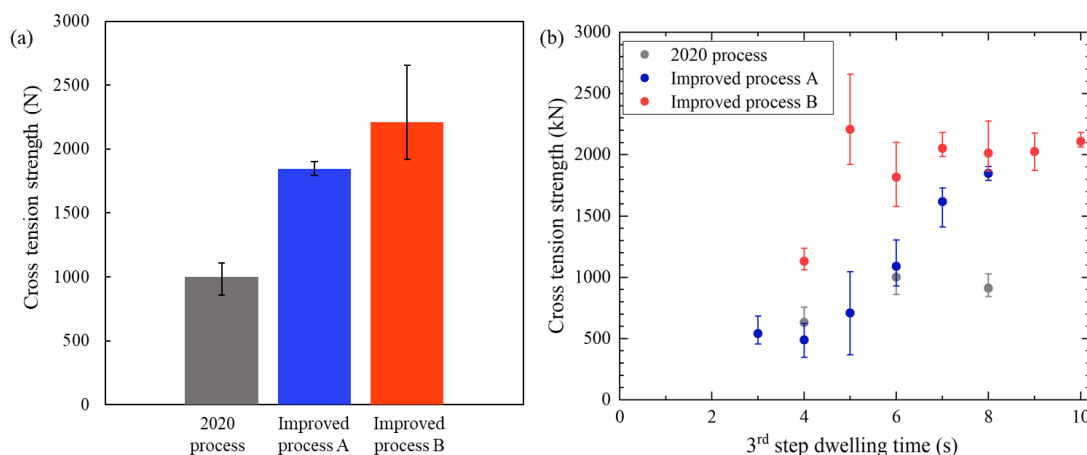 (a)
Cross tension strength (N)
3000
2500
2000
1500
1000
500
0
2020
process
Improved
process A
Improved
process B
(b)
Cross tension strength (kN)
3000
2500
2000
1500
1000
500
0
2020 process
Improved process A
Improved process B
0
2
4
6
8
10
3rd step dwelling time (s)